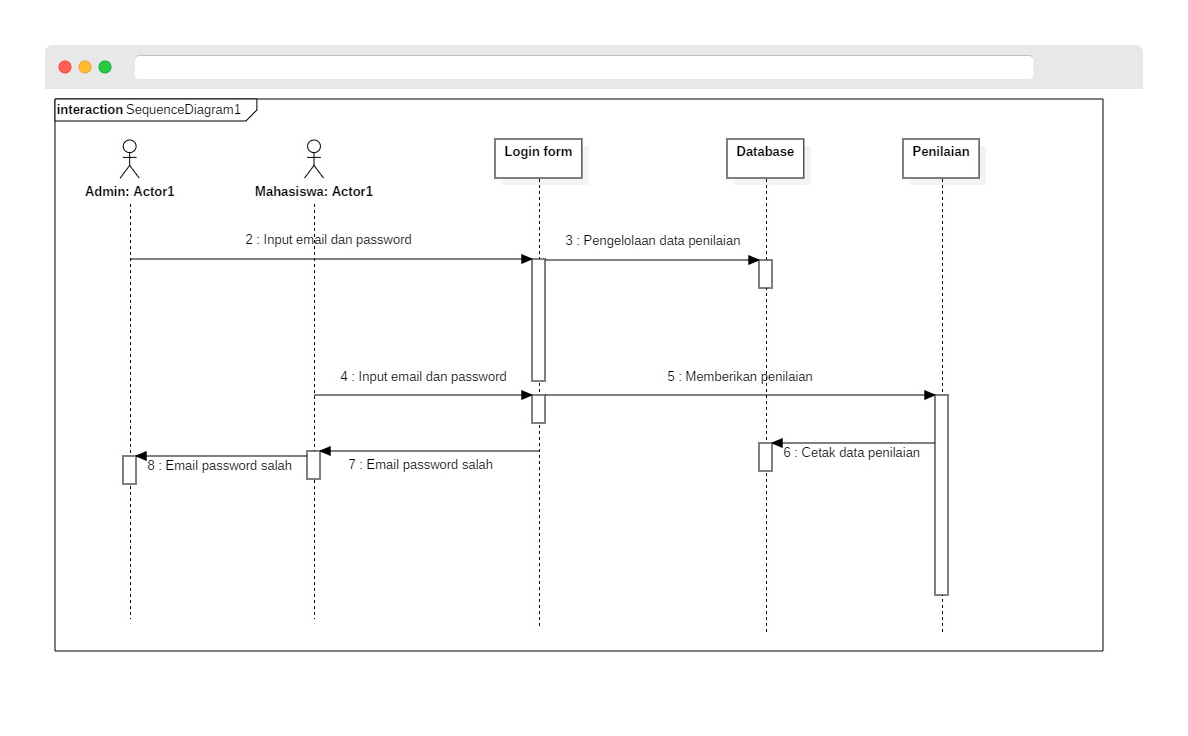 interaction SequenceDiagram1
Admin: Actor1
Mahasiswa: Actor1
Login form
Database
Penilaian
2 : Input email dan password
3 : Pengelolaan data penilaian
4 : Input email dan password
5 : Memberikan penilaian
6 : Cetak data penilaian
7 : Email password salah
8 : Email password salah